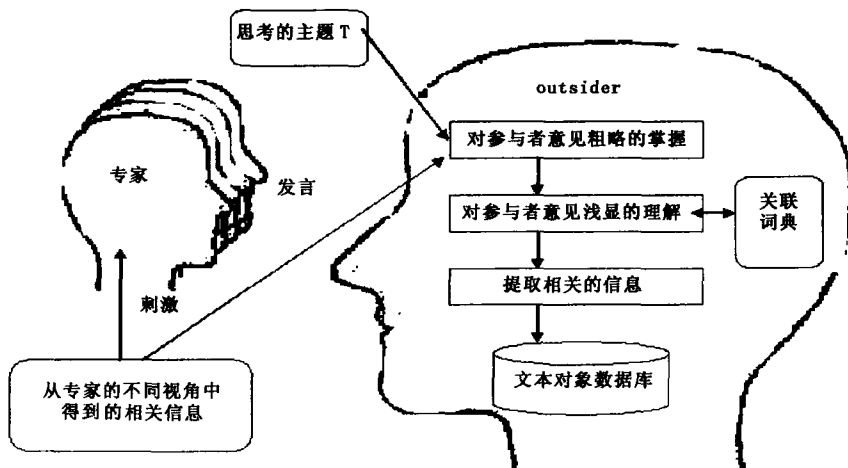 思考的主题 T
outsider
对参与者意见粗略的掌握
专家
发言
对参与者意见浅显的理解
关联
词典
提取相关的信息
刺激
从专家的不同视角中
得到的相关信息
文本对象数据库